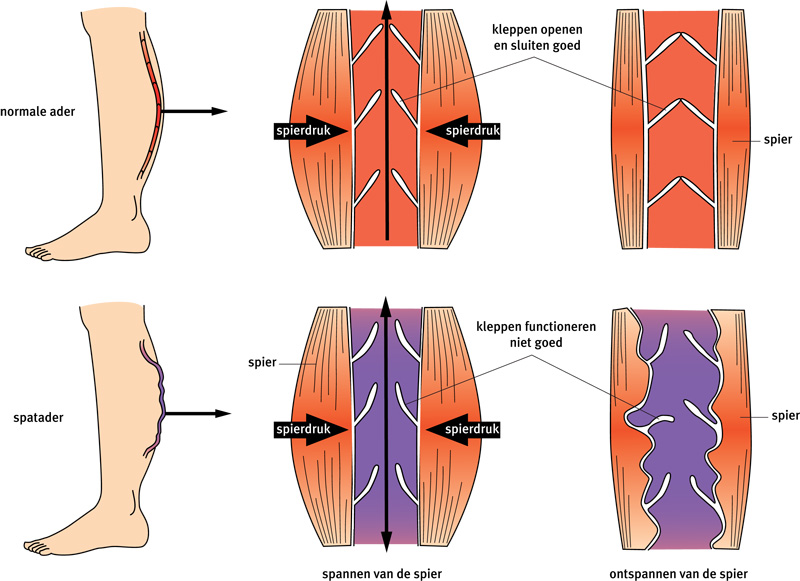 normale ader
spierdruk
spierdruk
kleppen openen
en sluiten goed
spier
spatader
spier
spierdruk
spierdruk
kleppen functioneren
niet goed
spier
spannen van de spier
ontspannen van de spier